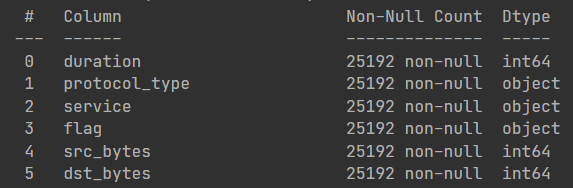 #   Column                      Non-Null Count  Dtype
---  ------                      --------------  -----
0   duration                    25192 non-null  int64
1   protocol_type               25192 non-null  object
2   service                     25192 non-null  object
3   flag                        25192 non-null  object
4   src_bytes                   25192 non-null  int64
5   dst_bytes                   25192 non-null  int64